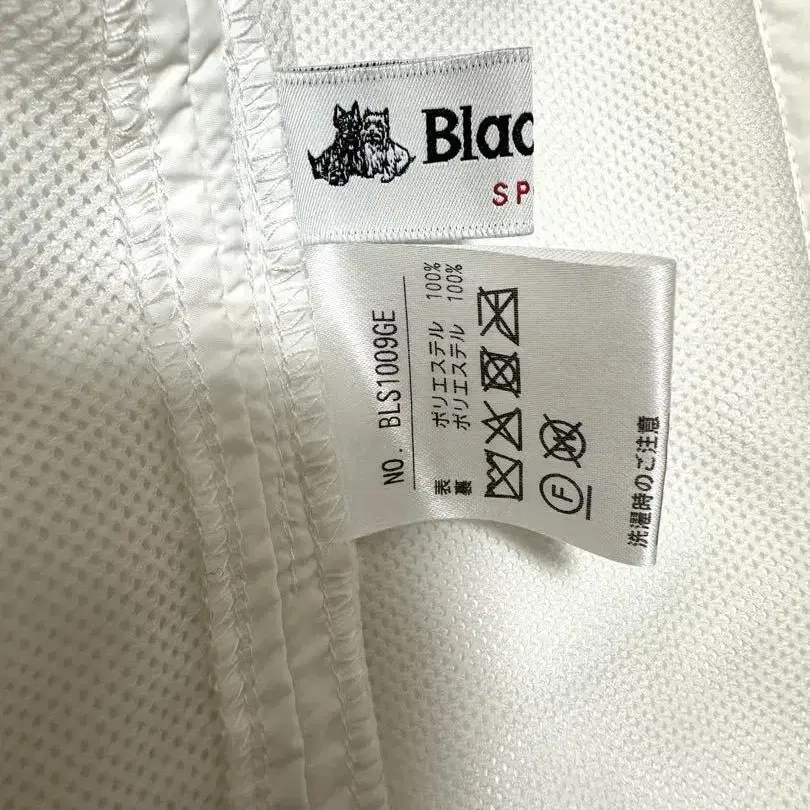 Blac
SP
NO. BLS1009GE
表 ポリエステル 100%
裏 ポリエステル 100%
F
W
洗濯時のご注意